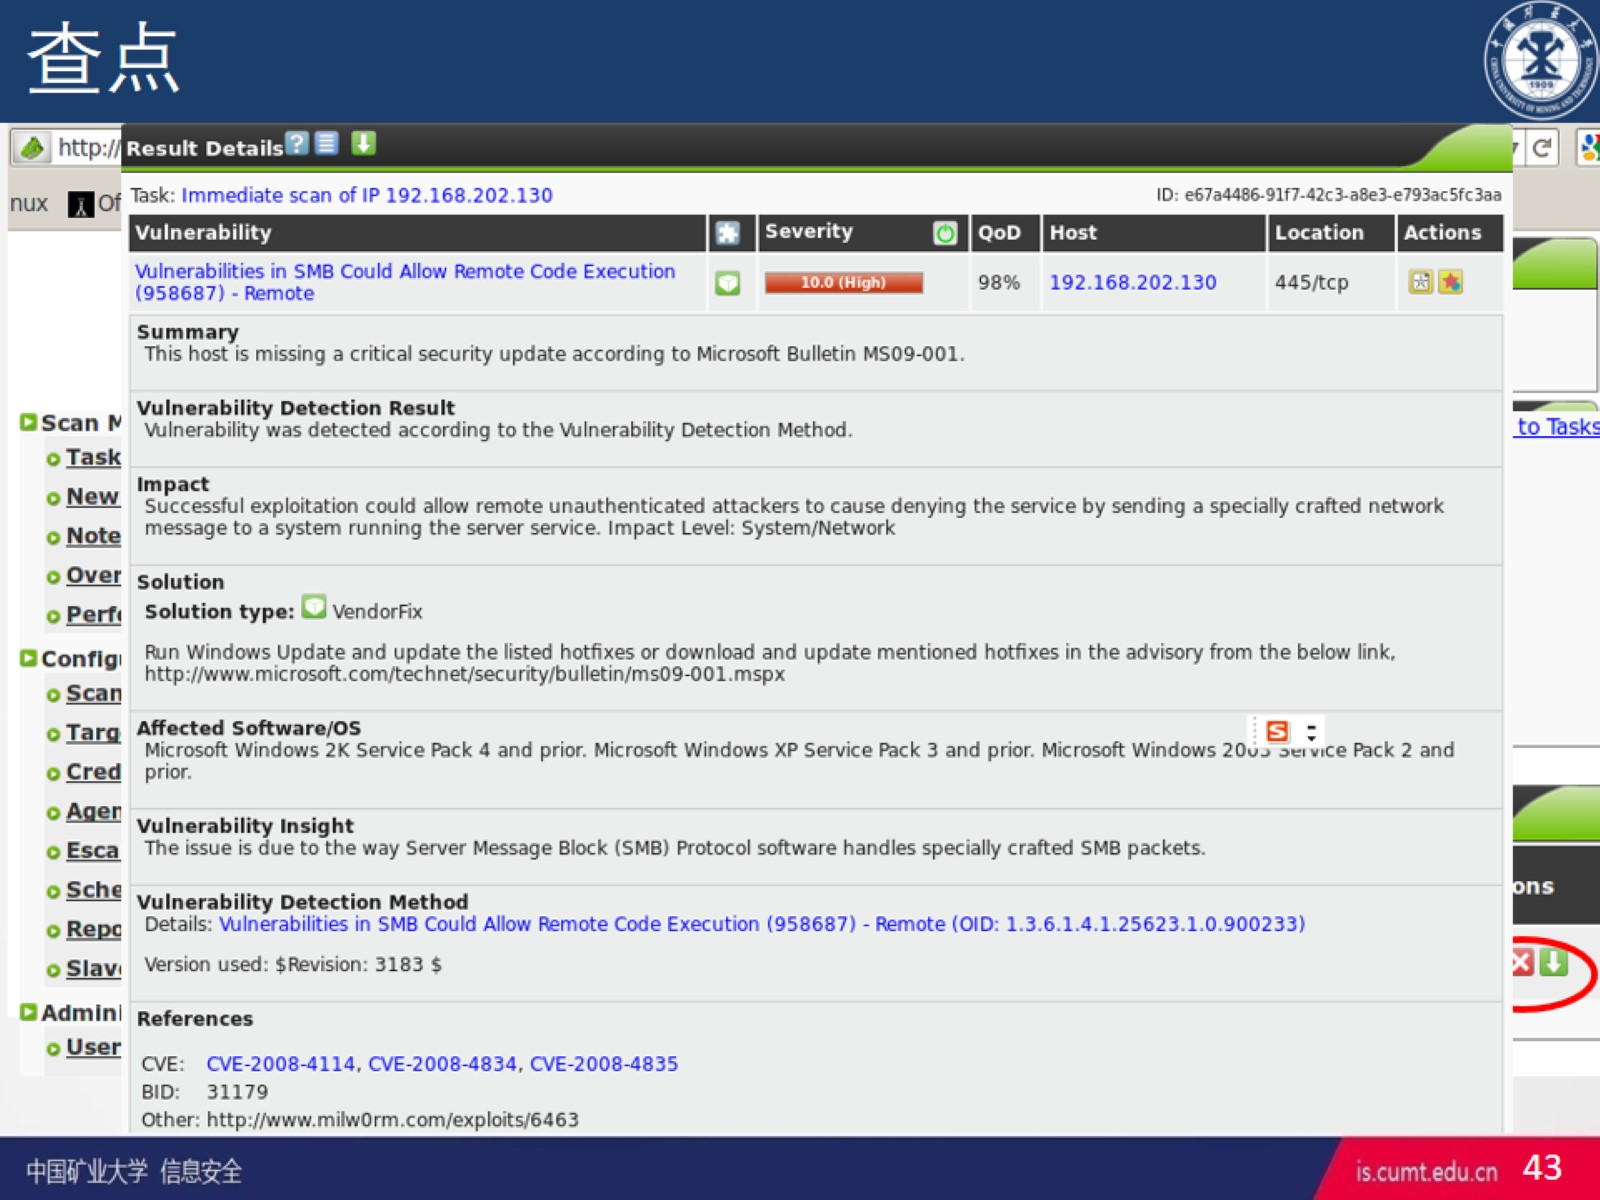 查点
http://
nux
Of
Result Details
Task: Immediate scan of IP 192.168.202.130
ID: e67a4486-91f7-42c3-a8e3-e793ac5fc3aa
Vulnerability Severity QoD Host Location Actions
Vulnerabilities in SMB Could Allow Remote Code Execution
(958687) - Remote
10.0 (High) 98% 192.168.202.130 445/tcp
Summary
This host is missing a critical security update according to Microsoft Bulletin MS09-001.
Vulnerability Detection Result
Vulnerability was detected according to the Vulnerability Detection Method.
Impact
Successful exploitation could allow remote unauthenticated attackers to cause denying the service by sending a specially crafted network
message to a system running the server service. Impact Level: System/Network
Solution
Solution type: VendorFix
Run Windows Update and update the listed hotfixes or download and update mentioned hotfixes in the advisory from the below link,
http://www.microsoft.com/technet/security/bulletin/ms09-001.mspx
Affected Software/OS
Microsoft Windows 2K Service Pack 4 and prior. Microsoft Windows XP Service Pack 3 and prior. Microsoft Windows 2003 Service Pack 2 and
prior.
Vulnerability Insight
The issue is due to the way Server Message Block (SMB) Protocol software handles specially crafted SMB packets.
Vulnerability Detection Method
Details: Vulnerabilities in SMB Could Allow Remote Code Execution (958687) - Remote (OID: 1.3.6.1.4.1.25623.1.0.900233)
Version used: $Revision: 3183 $
References
CVE: CVE-2008-4114, CVE-2008-4834, CVE-2008-4835
BID: 31179
Other: http://www.milw0rm.com/exploits/6463
Scan M
Task
New
Note
Over
Perf
Config
Scan
Targ
Cred
Agen
Esca
Sche
Repo
Slav
Admini
User
to Tasks
ons
中国矿业大学 信息安全
is.cumt.edu.cn 43